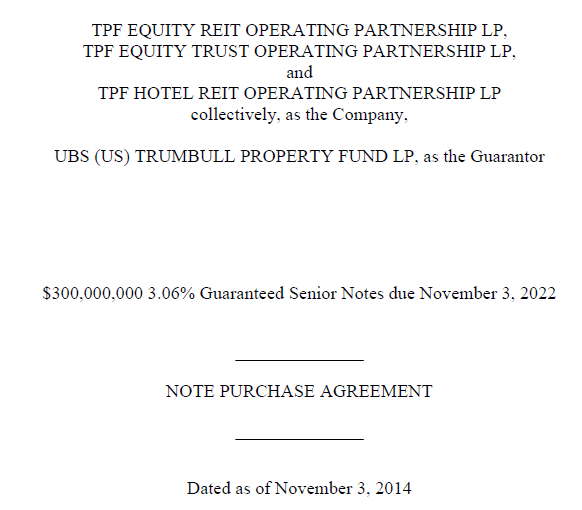 TPF EQUITY REIT OPERATING PARTNERSHIP LP,
TPF EQUITY TRUST OPERATING PARTNERSHIP LP,
and
TPF HOTEL REIT OPERATING PARTNERSHIP LP
collectively, as the Company,
UBS (US) TRUMBULL PROPERTY FUND LP, as the Guarantor
$300,000,000 3.06% Guaranteed Senior Notes due November 3, 2022
NOTE PURCHASE AGREEMENT
Dated as of November 3, 2014